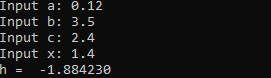 Input a: 0.12
Input b: 3.5
Input c: 2.4
Input x: 1.4
h =  -1.884230